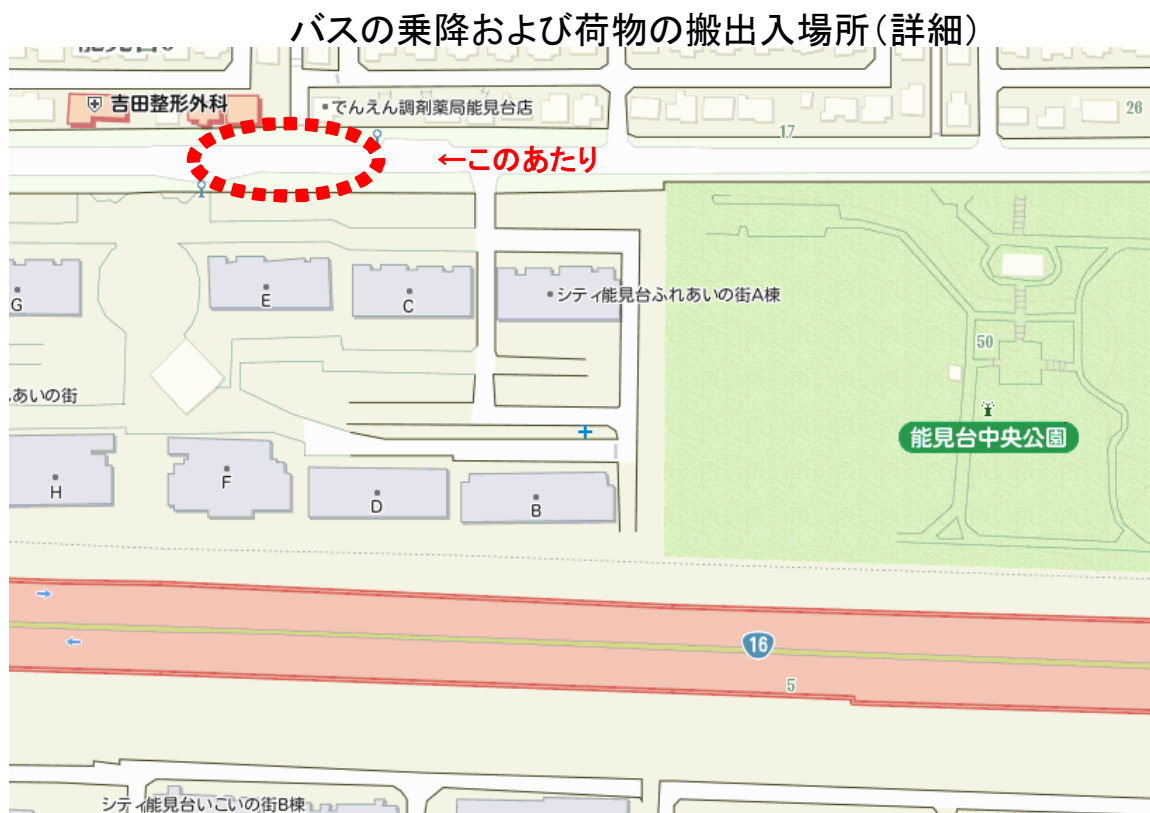 バスの乗降および荷物の搬出入場所（詳細）
吉田整形外科
でんえん調剤薬局能見台店
26
17
←このあたり
G
E
C
シティ能見台ふれあいの街A棟
50
あいの街
能見台中央公園
H
F
D
B
16
5
シティ能見台いこいの街B棟